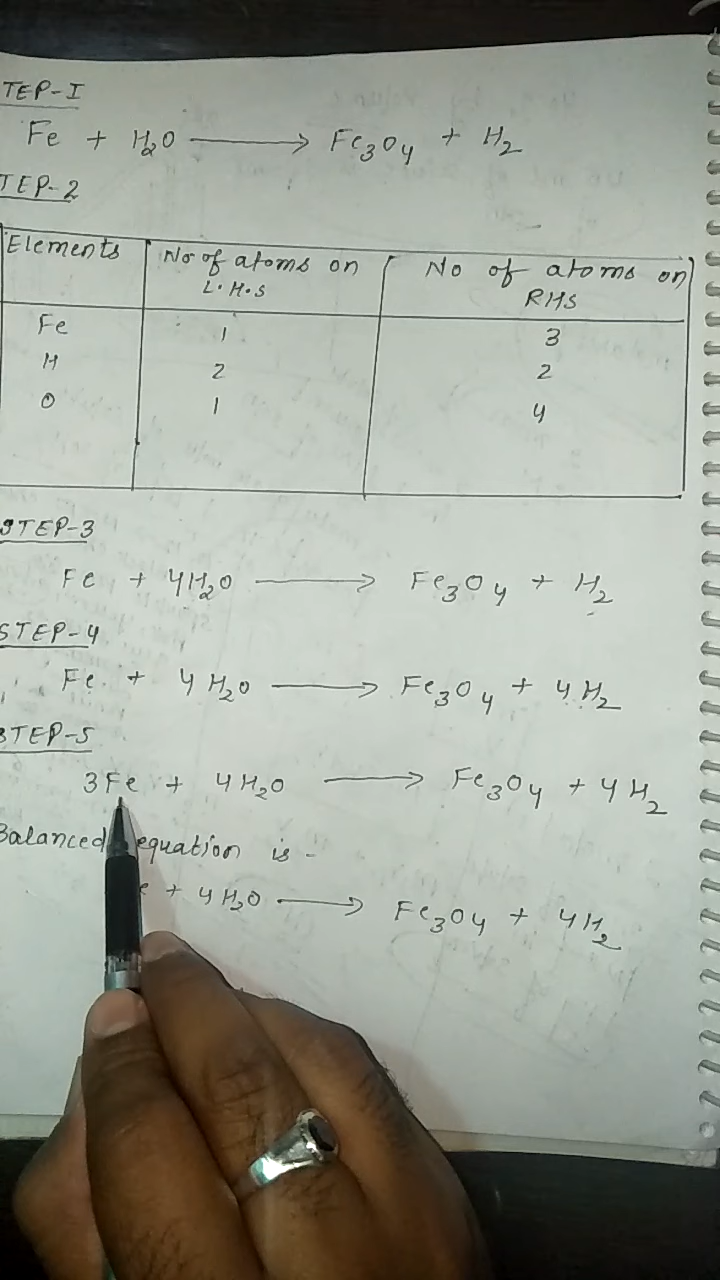 TEP-I
Fe + H₂O ⟶ Fe₃O₄ + H₂
TEP-2
Elements No of atoms on L.H.S No of atoms on RHS
Fe 1 3
H 2 2
O 1 4
STEP-3
Fe + 4H₂O ⟶ Fe₃O₄ + H₂
STEP-4
Fe + 4H₂O ⟶ Fe₃O₄ + 4H₂
STEP-5
3Fe + 4H₂O ⟶ Fe₃O₄ + 4H₂
Balanced equation is -
e + 4H₂O ⟶ Fe₃O₄ + 4H₂